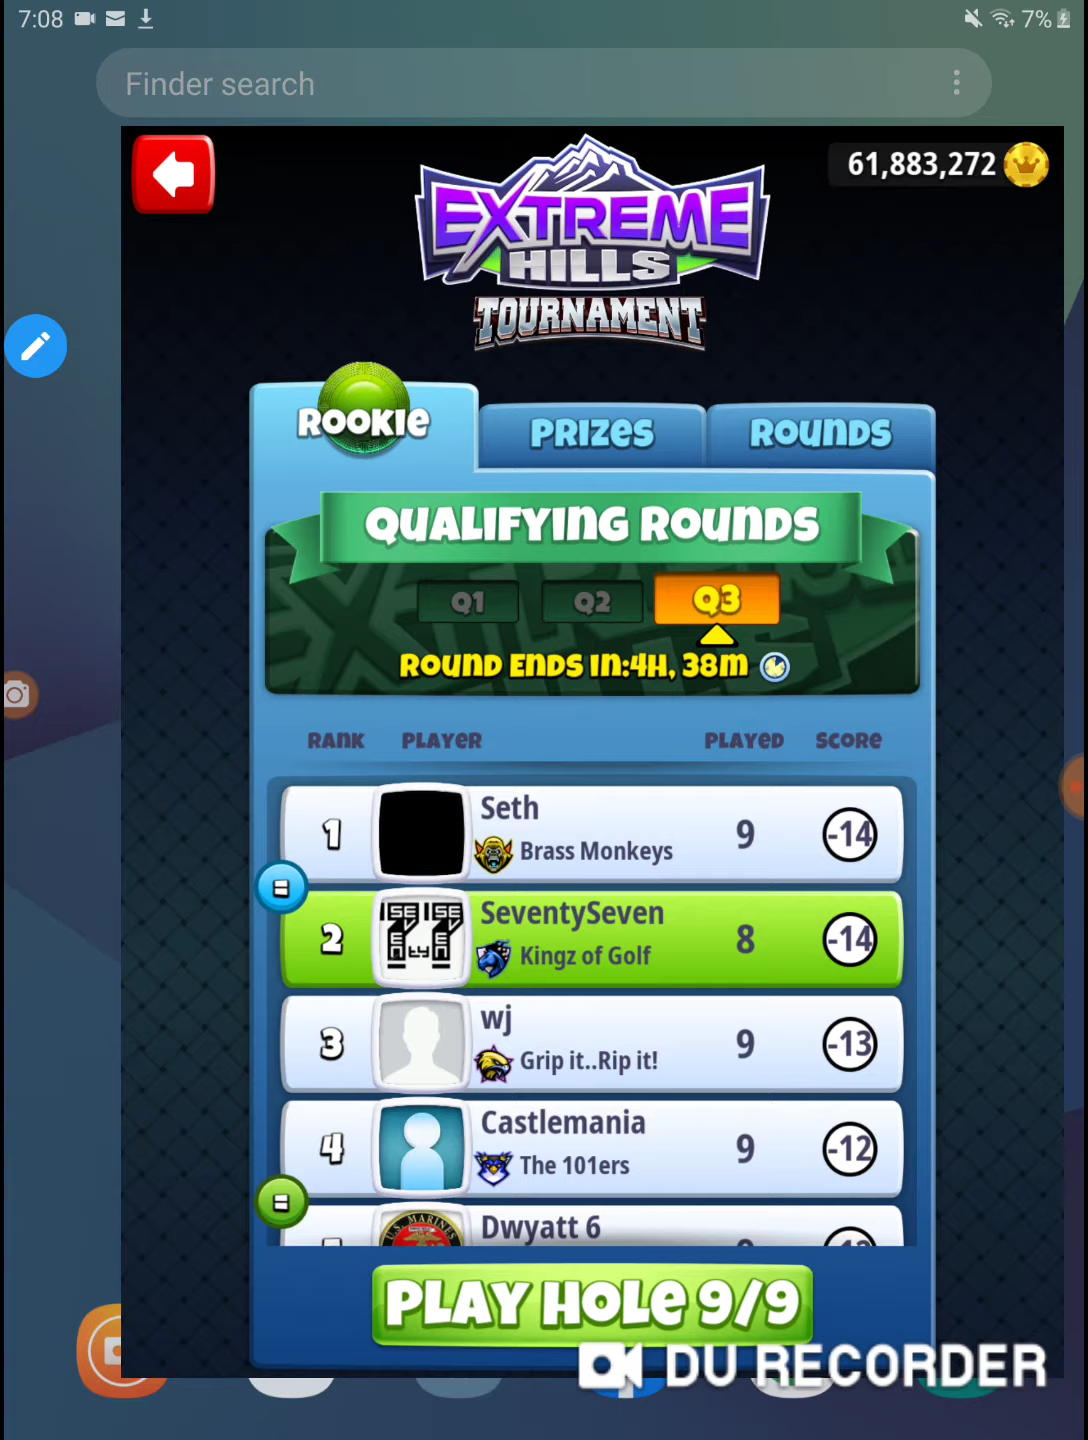 7:08
7%
Finder search
61,883,272
EXTREME
HILLS
TOURNAMENT
ROOKIE
PRIZES
ROUNDS
QUALIFYING ROUNDS
Q1
Q2
Q3
ROUND ENDS IN:4H, 38M
RANK PLAYER PLAYED SCORE
1 Seth 9 -14
Brass Monkeys
2 SeventySeven 8 -14
Kingz of Golf
3 wj 9 -13
Grip it..Rip it!
4 Castlemania 9 -12
The 101ers
U.S. MARINES
Dwyatt 6
PLAY HOLE 9/9
DU RECORDER